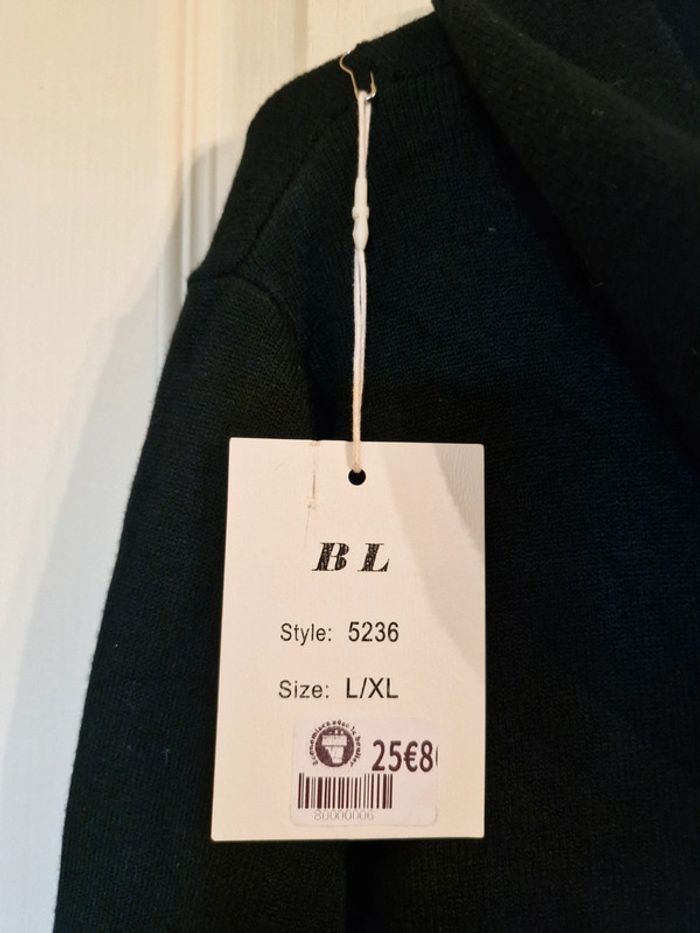 BL
Style: 5236
Size: L/XL
25€8
80000006